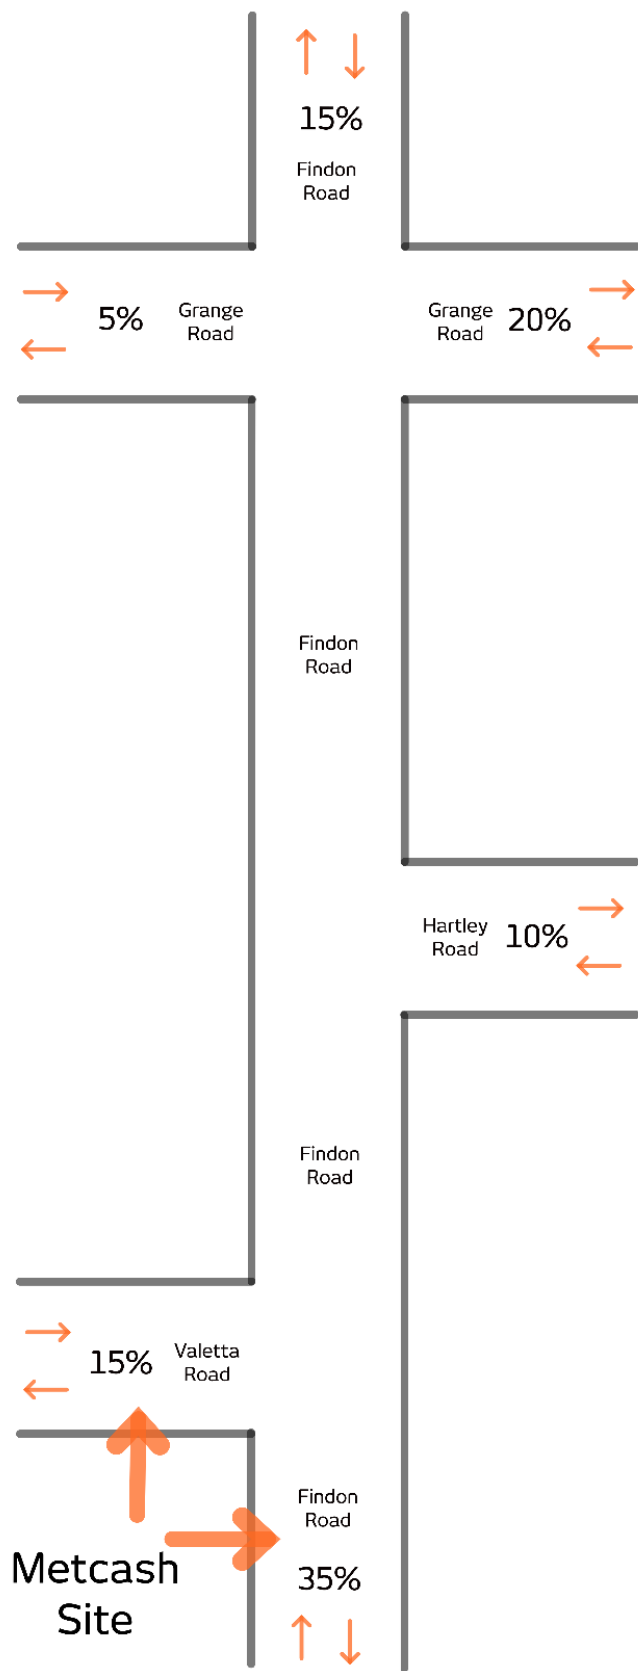 15%
Findon
Road
5%
Grange
Road
Grange
Road
20%
Findon
Road
Hartley
Road
10%
Findon
Road
15%
Valetta
Road
Findon
Road
35%
Metcash
Site